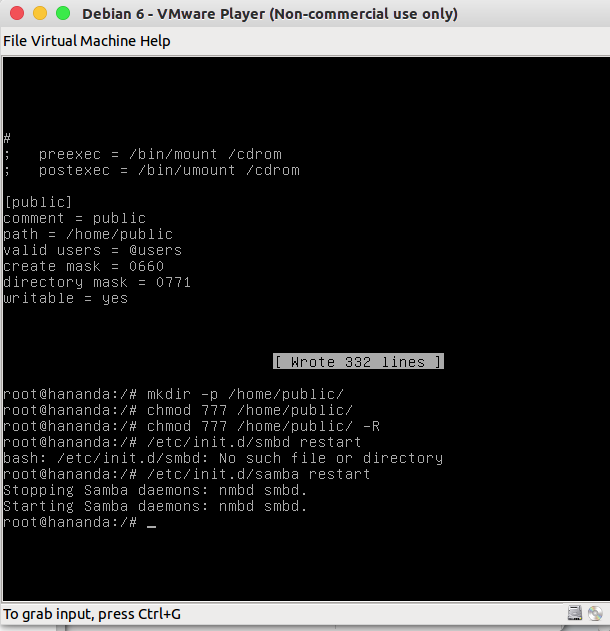 Debian 6 - VMware Player (Non-commercial use only)
File Virtual Machine Help
#
;   preexec = /bin/mount /cdrom
;   postexec = /bin/umount /cdrom
[public]
comment = public
path = /home/public
valid users = @users
create mask = 0660
directory mask = 0771
writable = yes
[ Wrote 332 lines ]
root@hananda:/# mkdir -p /home/public/
root@hananda:/# chmod 777 /home/public/
root@hananda:/# chmod 777 /home/public/ -R
root@hananda:/# /etc/init.d/smbd restart
bash: /etc/init.d/smbd: No such file or directory
root@hananda:/# /etc/init.d/samba restart
Stopping Samba daemons: nmbd smbd.
Starting Samba daemons: nmbd smbd.
root@hananda:/# _
To grab input, press Ctrl+G